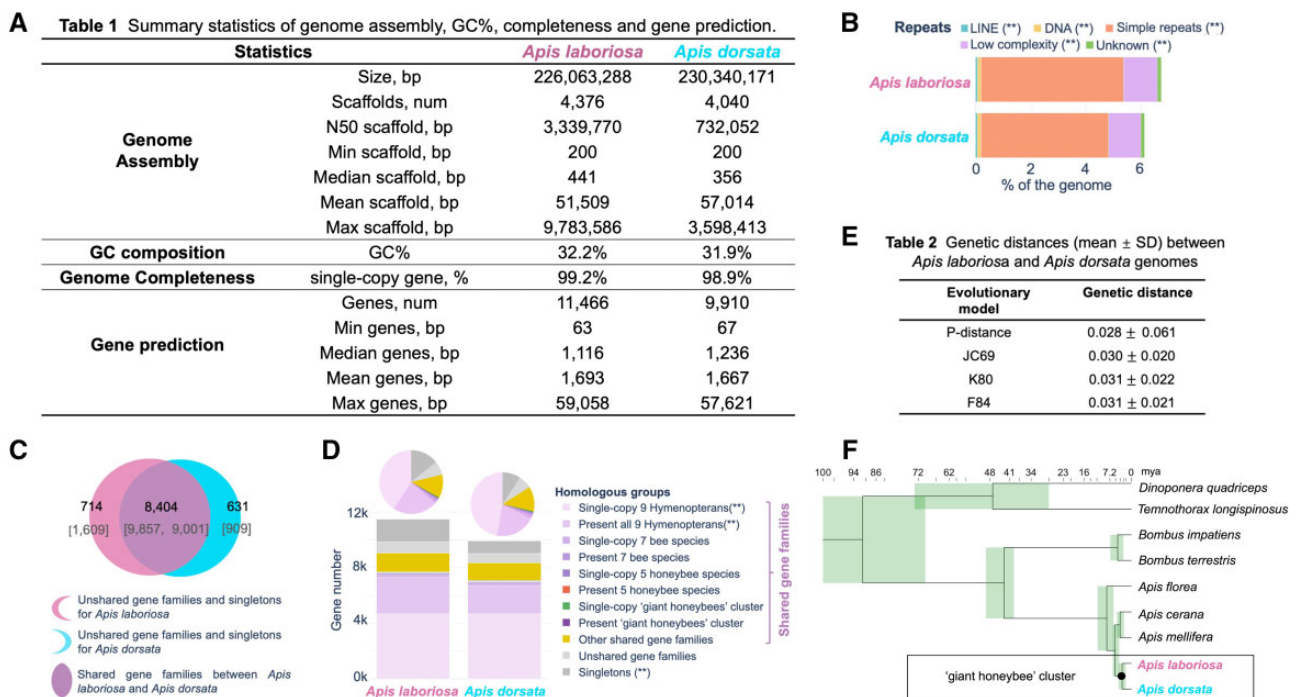 A
Table 1 Summary statistics of genome assembly, GC%, completeness and gene prediction.
Statistics Apis laboriosa Apis dorsata
Genome Assembly
Size, bp 226,063,288 230,340,171
Scaffolds, num 4,376 4,040
N50 scaffold, bp 3,339,770 732,052
Min scaffold, bp 200 200
Median scaffold, bp 441 356
Mean scaffold, bp 51,509 57,014
Max scaffold, bp 9,783,586 3,598,413
GC composition GC% 32.2% 31.9%
Genome Completeness single-copy gene, % 99.2% 98.9%
Gene prediction
Genes, num 11,466 9,910
Min genes, bp 63 67
Median genes, bp 1,116 1,236
Mean genes, bp 1,693 1,667
Max genes, bp 59,058 57,621
B
Repeats LINE (**) DNA (**) Simple repeats (**)
Low complexity (**) Unknown (**)
Apis laboriosa
Apis dorsata
0 2 4 6
% of the genome
E
Table 2 Genetic distances (mean ± SD) between
Apis laboriosa and Apis dorsata genomes
Evolutionary model Genetic distance
P-distance 0.028 ± 0.061
JC69 0.030 ± 0.020
K80 0.031 ± 0.022
F84 0.031 ± 0.021
C
714 8,404 631
[1,609] [9,857, 9,001] [909]
Unshared gene families and singletons
for Apis laboriosa
Unshared gene families and singletons
for Apis dorsata
Shared gene families between Apis
laboriosa and Apis dorsata
D
Gene number
12k
8k
4k
0k
Apis laboriosa Apis dorsata
Homologous groups
Single-copy 9 Hymenopterans(**)
Present all 9 Hymenopterans(**)
Single-copy 7 bee species
Present 7 bee species
Single-copy 5 honeybee species
Present 5 honeybee species
Single-copy 'giant honeybees' cluster
Present 'giant honeybees' cluster
Other shared gene families
Unshared gene families
Singletons (**)
Shared gene families
F
100 94 86 72 62 48 41 34 23 16 7.2 0 mya
Dinoponera quadriceps
Temnothorax longispinosus
Bombus impatiens
Bombus terrestris
Apis florea
Apis cerana
Apis mellifera
Apis laboriosa
Apis dorsata
'giant honeybee' cluster